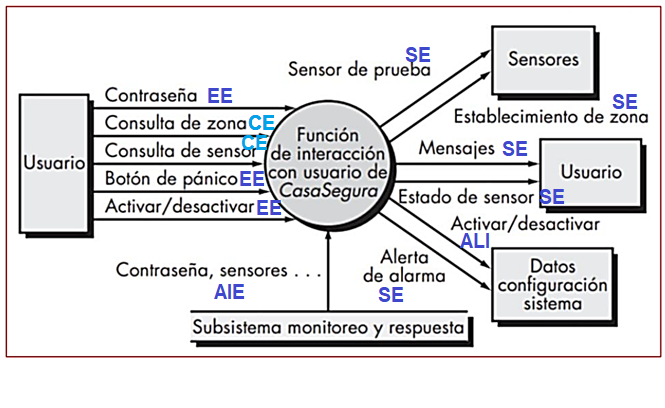 Contraseña EE
Consulta de zona CE
Consulta de sensor CE
Botón de pánico EE
Activar/desactivar EE
Usuario
Función
de interacción
con usuario de
CasaSegura
Sensor de prueba SE
Sensores
Establecimiento de zona SE
Mensajes SE
Usuario
Estado de sensor SE
Activar/desactivar
ALI
Alerta
de alarma
SE
Datos
configuración
sistema
Contraseña, sensores . . .
AIE
Subsistema monitoreo y respuesta